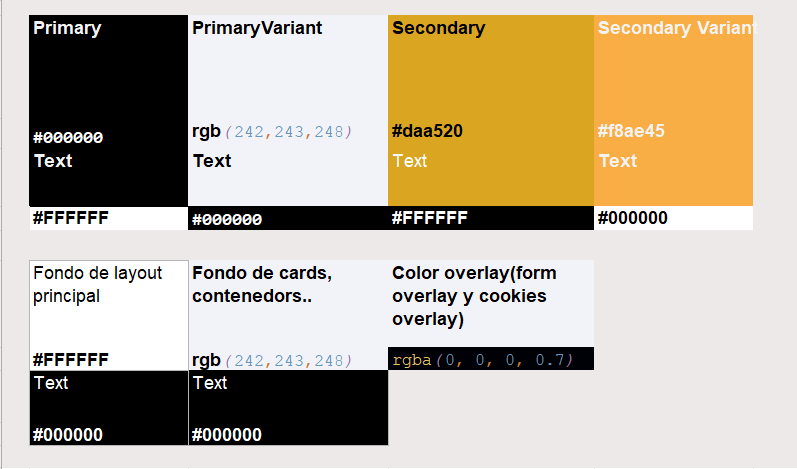 Primary
PrimaryVariant
Secondary
Secondary Variant
#000000
rgb(242,243,248)
#daa520
#f8ae45
Text
Text
Text
Text
#FFFFFF
#000000
#FFFFFF
#000000
Fondo de layout
principal
Fondo de cards,
contenedors..
Color overlay(form
overlay y cookies
overlay)
#FFFFFF
rgb(242,243,248)
rgba(0, 0, 0, 0.7)
Text
Text
#000000
#000000